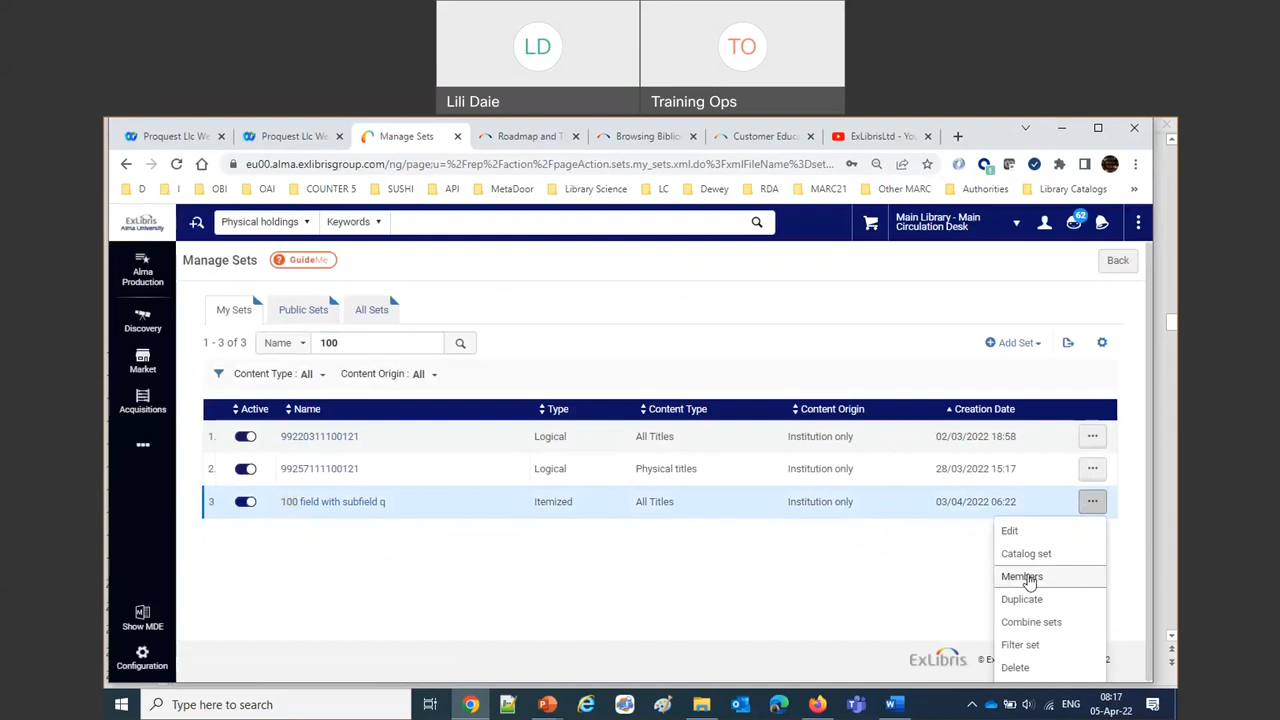 LD
TO
Lili Daie
Training Ops
Proquest Llc We
Proquest Llc We
Manage Sets
Roadmap and T
Browsing Biblio
Customer Educ
ExLibrisLtd - Yo
eu00.alma.exlibrisgroup.com/ng/page;u=%2Frep%2Faction%2FpageAction.sets.my_sets.xml.do%3FxmlFileName%3Dset...
D
I
OBI
OAI
COUNTER 5
SUSHI
API
MetaDoor
Library Science
LC
Dewey
RDA
MARC21
Other MARC
Authorities
Library Catalogs
»
ExLibris
Alma University
Physical holdings
Keywords
Main Library - Main
Circulation Desk
62
Alma
Production
Discovery
Market
Acquisitions
Show MDE
Configuration
Manage Sets
GuideMe
Back
My Sets
Public Sets
All Sets
1 - 3 of 3
Name
100
Add Set
Content Type : All
Content Origin : All
Active Name Type Content Type Content Origin Creation Date
1. 99220311100121 Logical All Titles Institution only 02/03/2022 18:58
2. 99257111100121 Logical Physical titles Institution only 28/03/2022 15:17
3 100 field with subfield q Itemized All Titles Institution only 03/04/2022 06:22
Edit
Catalog set
Members
Duplicate
Combine sets
Filter set
Delete
ExLibris
© E
2
Type here to search
ENG
08:17
05-Apr-22